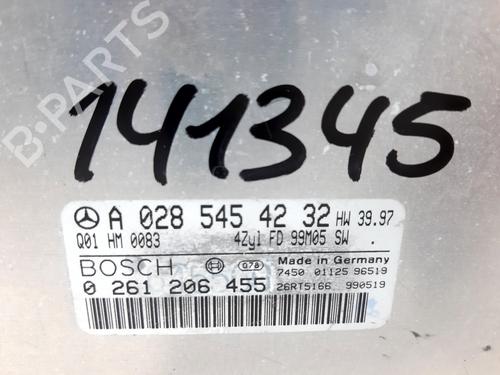 B-PARTS
141345
A 028 545 42 32 HW 39.97
Q01 HM 0083 4Zyl FD 99M05 SW .
BOSCH Q78 Made in Germany
7450 01125 96519
0 261 206 455 26RT5166 990519